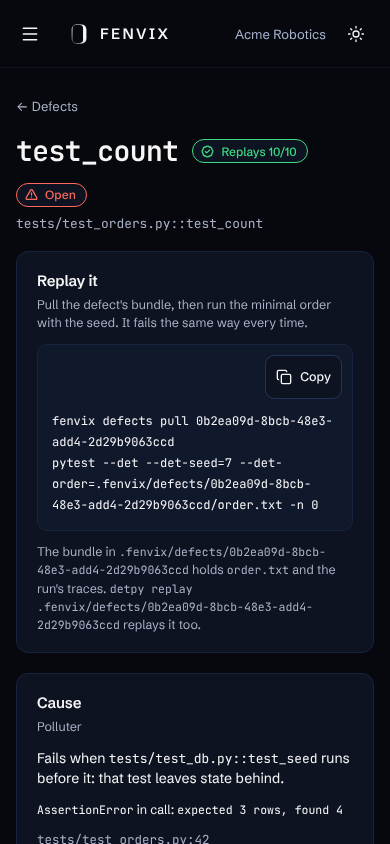 FENVIX
Acme Robotics
← Defects
test_count
Replays 10/10
Open
tests/test_orders.py::test_count
Replay it
Pull the defect's bundle, then run the minimal order
with the seed. It fails the same way every time.
Copy
fenvix defects pull 0b2ea09d-8bcb-48e3-
add4-2d29b9063ccd
pytest --det --det-seed=7 --det-
order=.fenvix/defects/0b2ea09d-8bcb-
48e3-add4-2d29b9063ccd/order.txt -n 0
The bundle in .fenvix/defects/0b2ea09d-8bcb-
48e3-add4-2d29b9063ccd holds order.txt and the
run's traces. detpy replay
.fenvix/defects/0b2ea09d-8bcb-48e3-add4-
2d29b9063ccd replays it too.
Cause
Polluter
Fails when tests/test_db.py::test_seed runs
before it: that test leaves state behind.
AssertionError in call: expected 3 rows, found 4
tests/test_orders.py:42